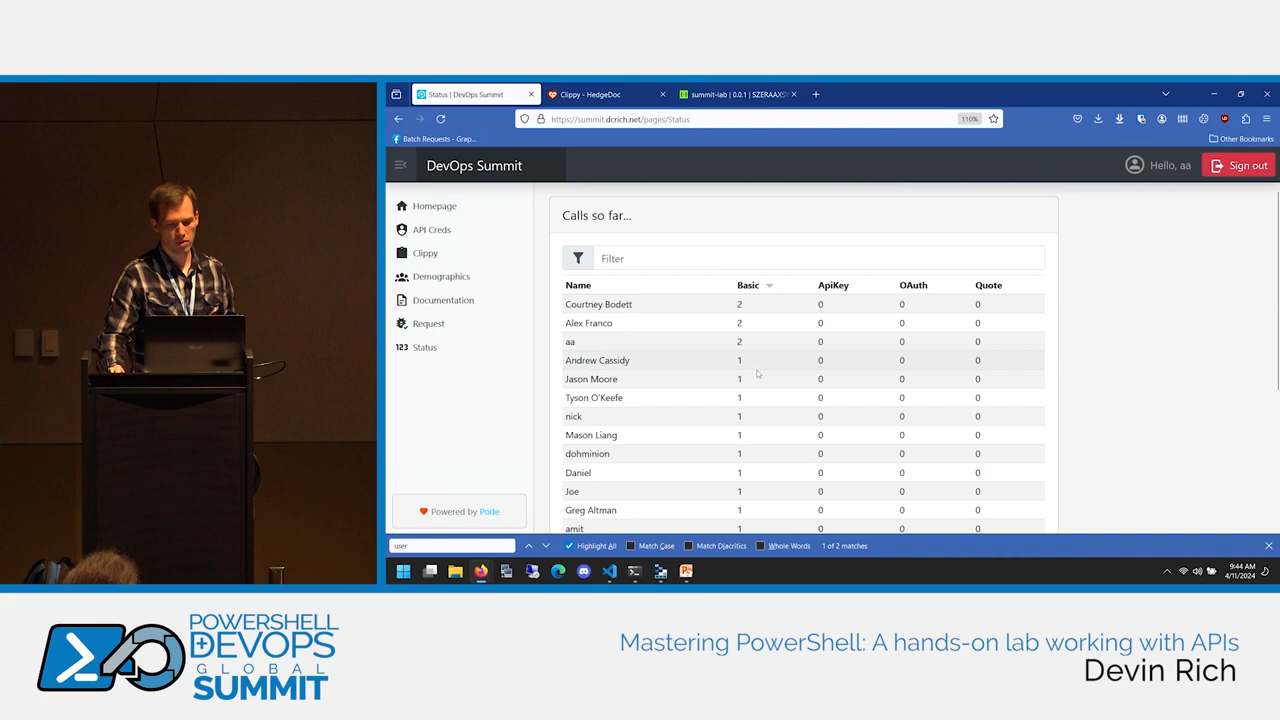 Status | DevOps Summit
Clippy - HedgeDoc
summit-lab | 0.0.1 | SZERAAXS
https://summit.dcrich.net/pages/Status
110%
Batch Requests - Grap...
Other Bookmarks
DevOps Summit
Hello, aa
Sign out
Homepage
API Creds
Clippy
Demographics
Documentation
Request
123 Status
Powered by Pode
Calls so far...
Filter
Name Basic ApiKey OAuth Quote
Courtney Bodett 2 0 0 0
Alex Franco 2 0 0 0
aa 2 0 0 0
Andrew Cassidy 1 0 0 0
Jason Moore 1 0 0 0
Tyson O'Keefe 1 0 0 0
nick 1 0 0 0
Mason Liang 1 0 0 0
dohminion 1 0 0 0
Daniel 1 0 0 0
Joe 1 0 0 0
Greg Altman 1 0 0 0
amit 1 0 0 0
user
Highlight All Match Case Match Diacritics Whole Words 1 of 2 matches
9:44 AM
4/11/2024
POWERSHELL
DEVOPS
GLOBAL
SUMMIT
Mastering PowerShell: A hands-on lab working with APIs
Devin Rich